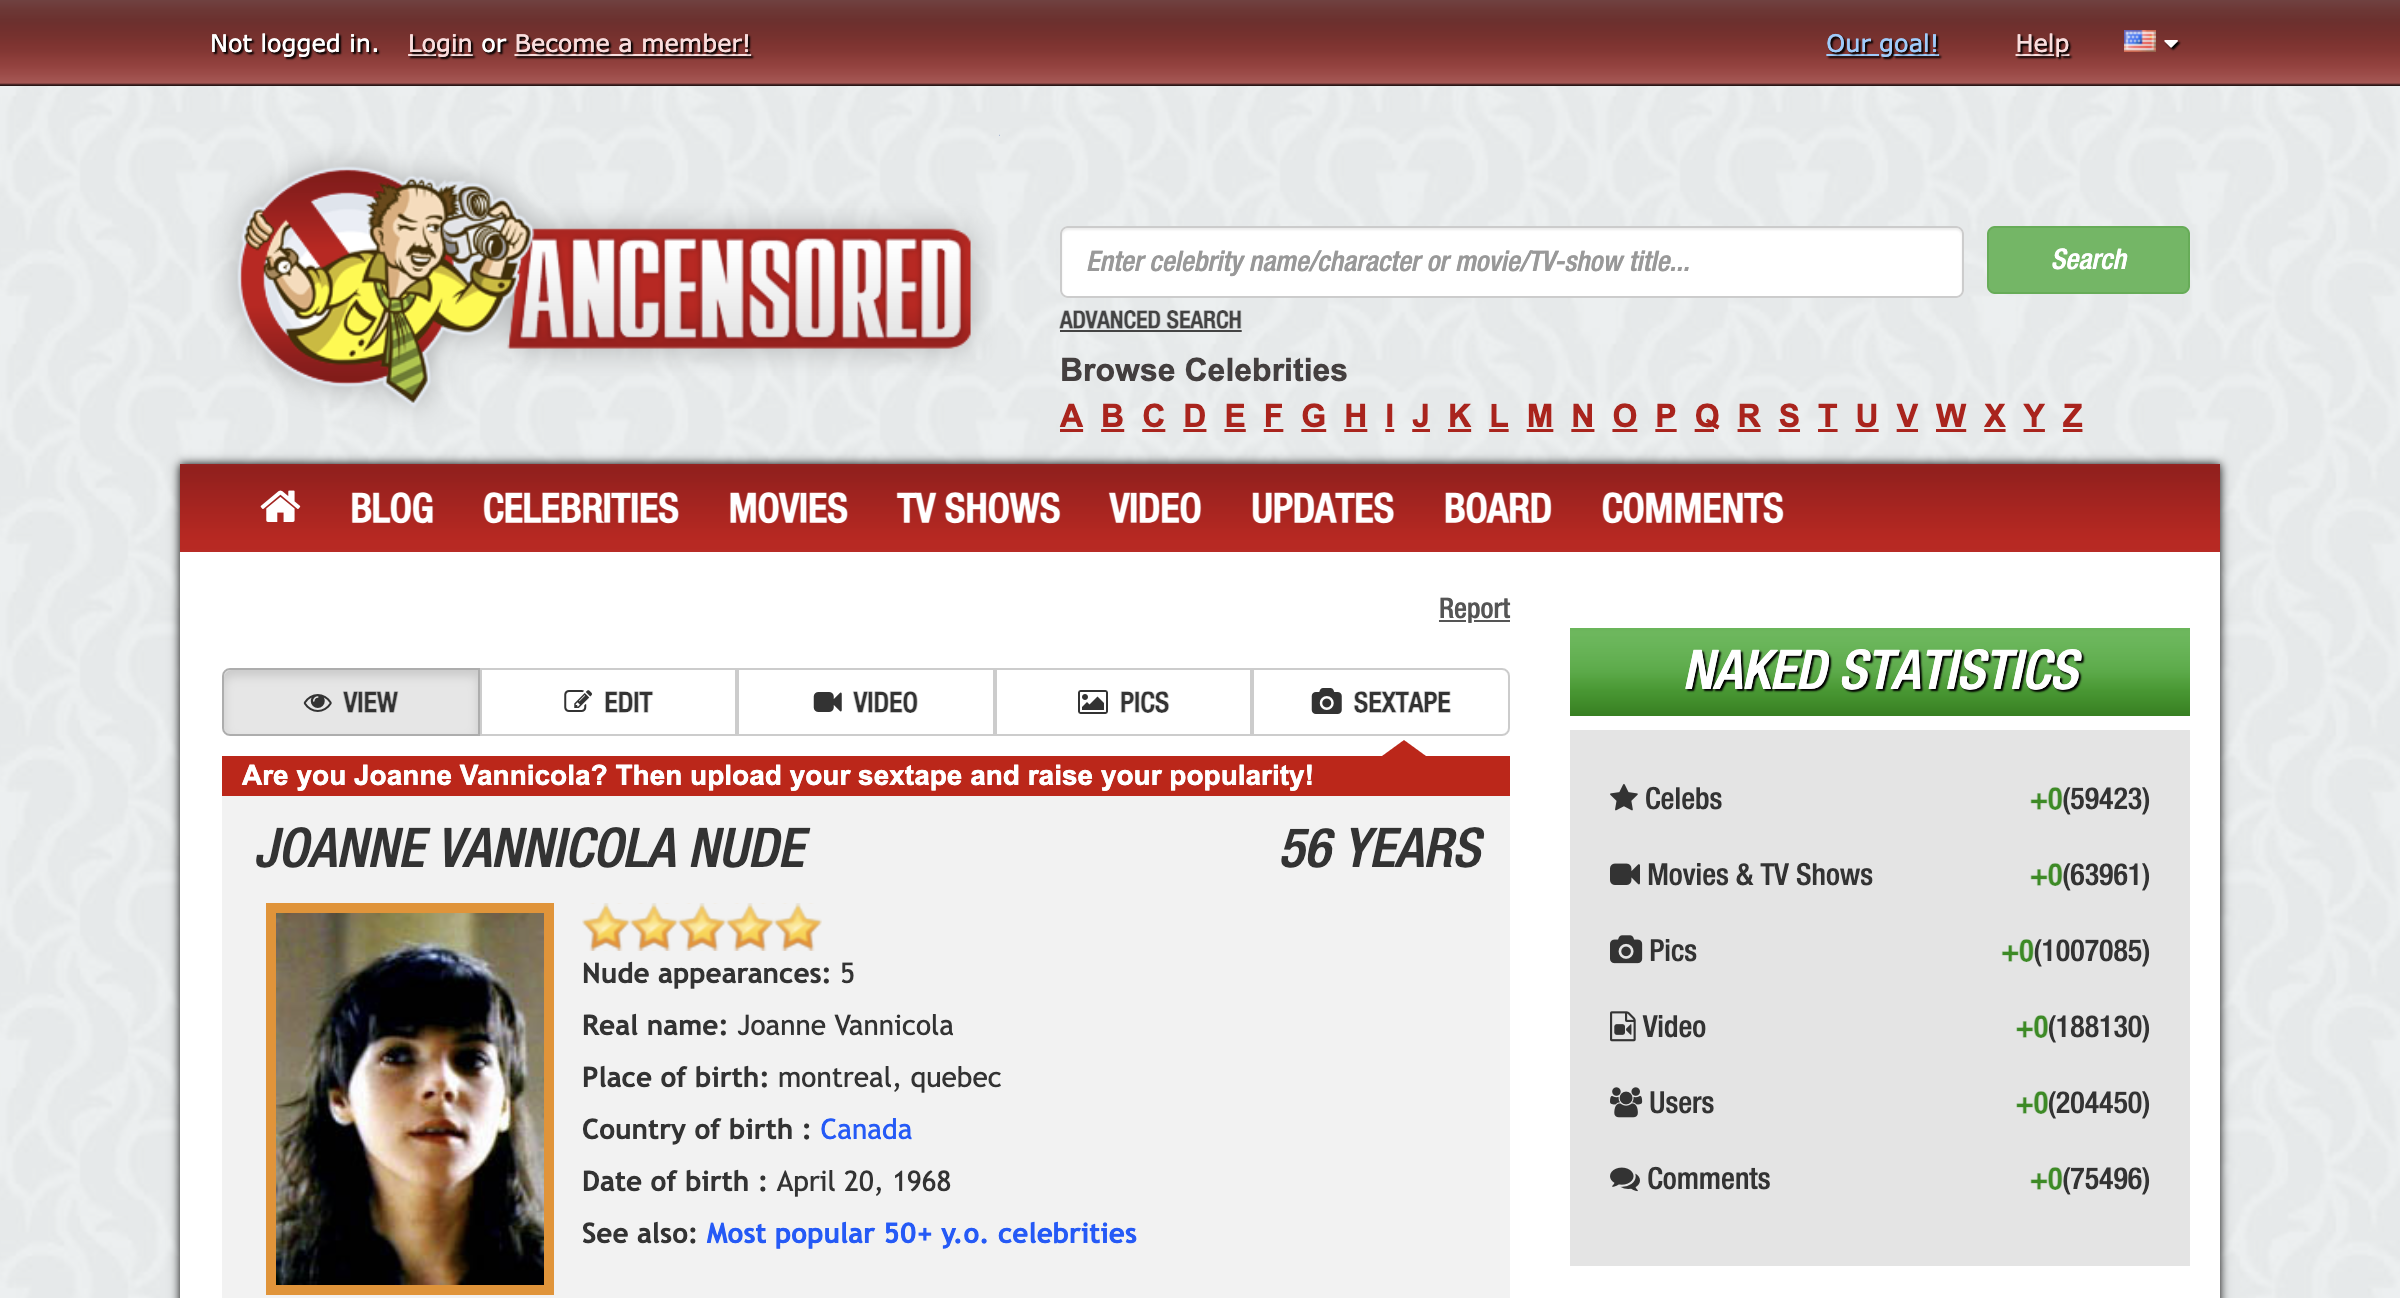 Not logged in. Login or Become a member!
Our goal! Help
ANCENSORED
Enter celebrity name/character or movie/TV-show title...
Search
ADVANCED SEARCH
Browse Celebrities
A B C D E F G H I J K L M N O P Q R S T U V W X Y Z
BLOG CELEBRITIES MOVIES TV SHOWS VIDEO UPDATES BOARD COMMENTS
Report
VIEW EDIT VIDEO PICS SEXTAPE
Are you Joanne Vannicola? Then upload your sextape and raise your popularity!
JOANNE VANNICOLA NUDE 56 YEARS
Nude appearances: 5
Real name: Joanne Vannicola
Place of birth: montreal, quebec
Country of birth : Canada
Date of birth : April 20, 1968
See also: Most popular 50+ y.o. celebrities
NAKED STATISTICS
Celebs +0(59423)
Movies & TV Shows +0(63961)
Pics +0(1007085)
Video +0(188130)
Users +0(204450)
Comments +0(75496)